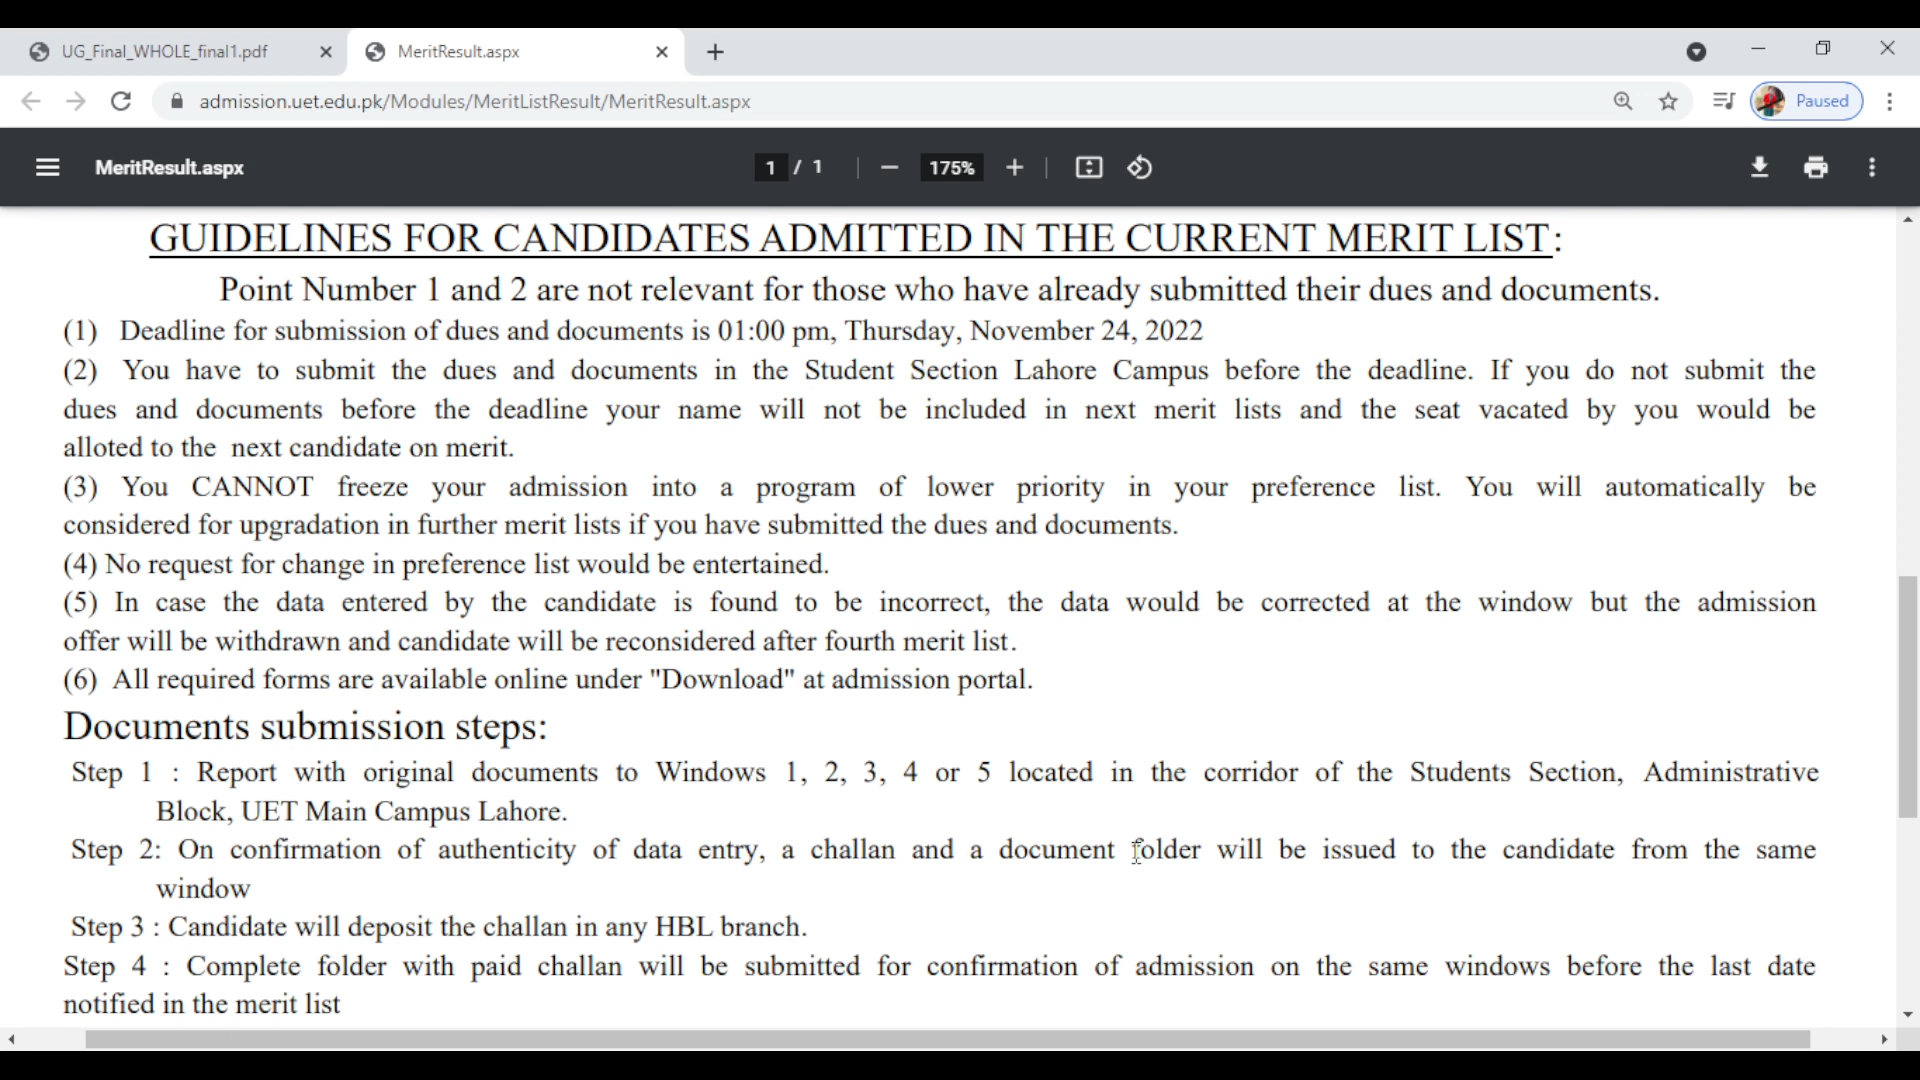 UG_Final_WHOLE_final1.pdf
MeritResult.aspx
admission.uet.edu.pk/Modules/MeritListResult/MeritResult.aspx
Paused
MeritResult.aspx
1 / 1
175%
GUIDELINES FOR CANDIDATES ADMITTED IN THE CURRENT MERIT LIST:
Point Number 1 and 2 are not relevant for those who have already submitted their dues and documents.
(1) Deadline for submission of dues and documents is 01:00 pm, Thursday, November 24, 2022
(2) You have to submit the dues and documents in the Student Section Lahore Campus before the deadline. If you do not submit the
dues and documents before the deadline your name will not be included in next merit lists and the seat vacated by you would be
alloted to the next candidate on merit.
(3) You CANNOT freeze your admission into a program of lower priority in your preference list. You will automatically be
considered for upgradation in further merit lists if you have submitted the dues and documents.
(4) No request for change in preference list would be entertained.
(5) In case the data entered by the candidate is found to be incorrect, the data would be corrected at the window but the admission
offer will be withdrawn and candidate will be reconsidered after fourth merit list.
(6) All required forms are available online under "Download" at admission portal.
Documents submission steps:
Step 1 : Report with original documents to Windows 1, 2, 3, 4 or 5 located in the corridor of the Students Section, Administrative
Block, UET Main Campus Lahore.
Step 2: On confirmation of authenticity of data entry, a challan and a document folder will be issued to the candidate from the same
window
Step 3 : Candidate will deposit the challan in any HBL branch.
Step 4 : Complete folder with paid challan will be submitted for confirmation of admission on the same windows before the last date
notified in the merit list